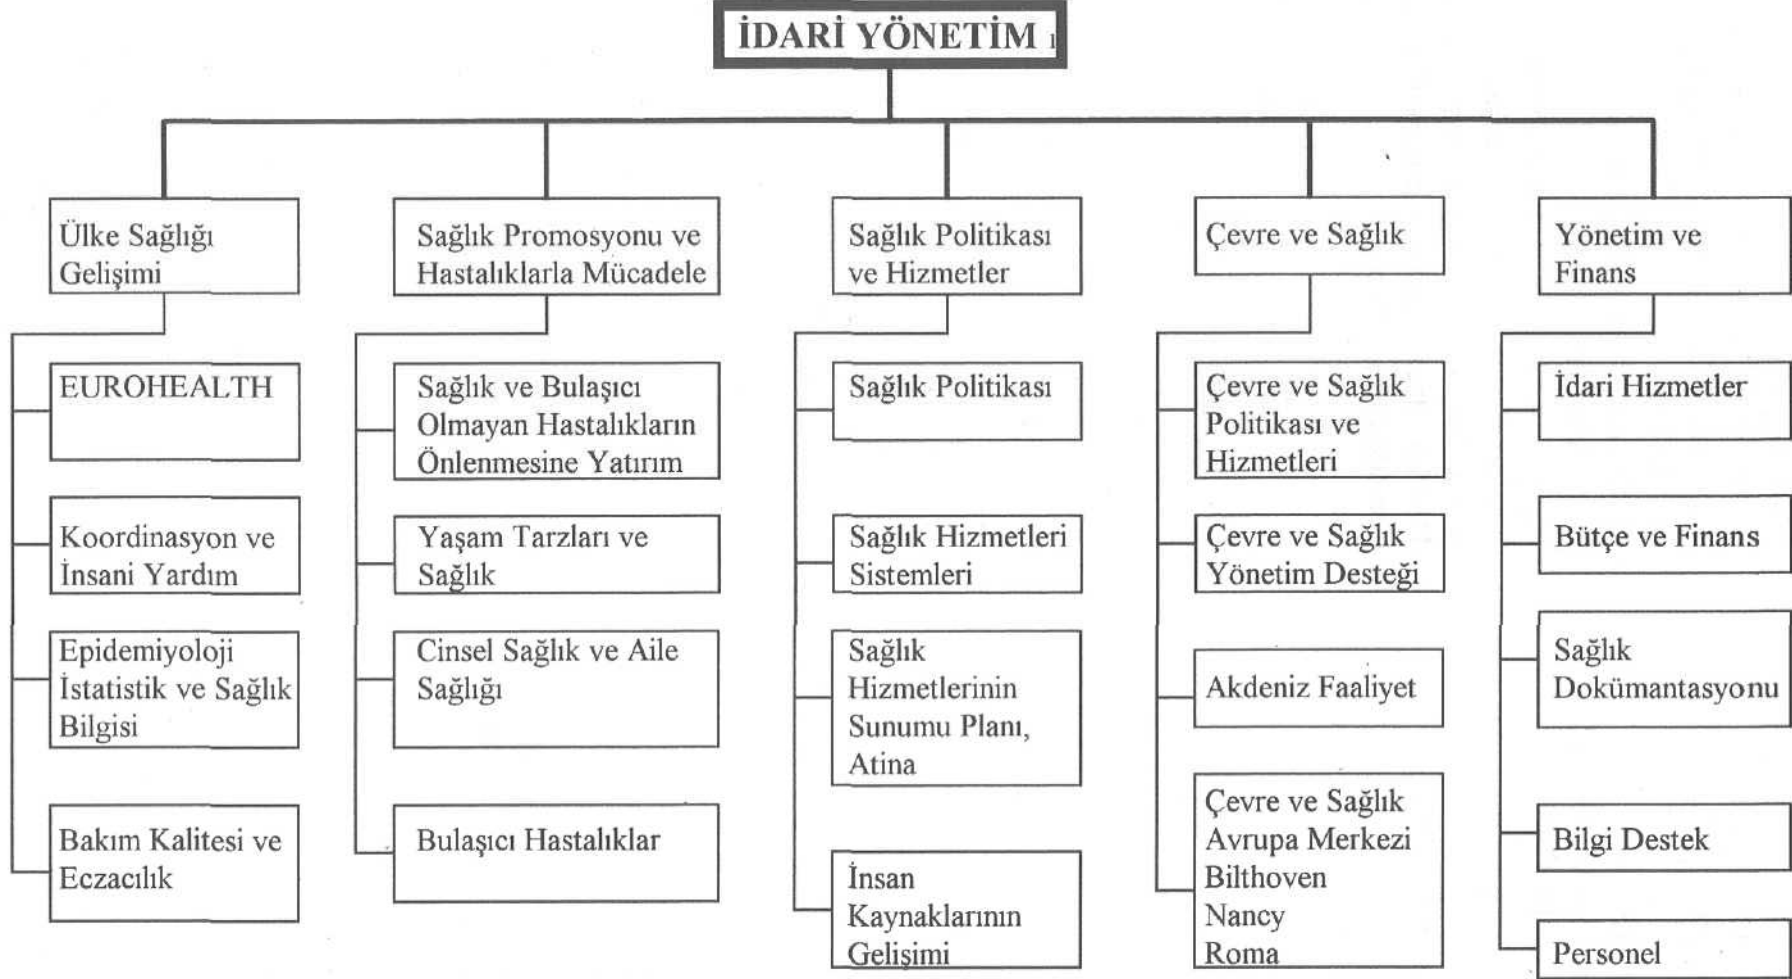 İDARİ YÖNETİM 1
Ülke Sağlığı
Gelişimi
EUROHEALTH
Koordinasyon ve
İnsani Yardım
Epidemiyoloji
İstatistik ve Sağlık
Bilgisi
Bakım Kalitesi ve
Eczacılık
Sağlık Promosyonu ve
Hastalıklarla Mücadele
Sağlık ve Bulaşıcı
Olmayan Hastalıkların
Önlenmesine Yatırım
Yaşam Tarzları ve
Sağlık
Cinsel Sağlık ve Aile
Sağlığı
Bulaşıcı Hastalıklar
Sağlık Politikası
ve Hizmetler
Sağlık Politikası
Sağlık Hizmetleri
Sistemleri
Sağlık
Hizmetlerinin
Sunumu Planı,
Atina
İnsan
Kaynaklarının
Gelişimi
Çevre ve Sağlık
Çevre ve Sağlık
Politikası ve
Hizmetleri
Çevre ve Sağlık
Yönetim Desteği
Akdeniz Faaliyet
Çevre ve Sağlık
Avrupa Merkezi
Bilthoven
Nancy
Roma
Yönetim ve
Finans
İdari Hizmetler
Bütçe ve Finans
Sağlık
Dokümantasyonu
Bilgi Destek
Personel